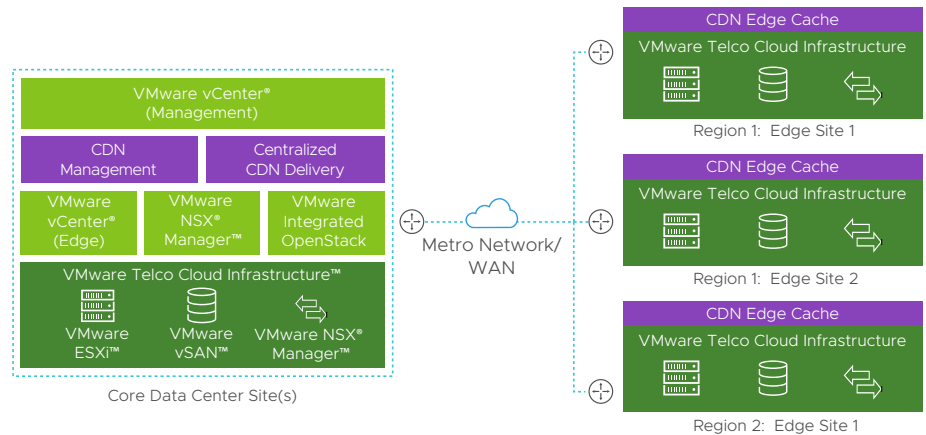 VMware vCenter®
(Management)
CDN
Management
Centralized
CDN Delivery
VMware
vCenter®
(Edge)
VMware
NSX®
Manager™
VMware
Integrated
OpenStack
VMware Telco Cloud Infrastructure™
VMware
ESXi™
VMware
vSAN™
VMware NSX®
Manager™
Core Data Center Site(s)
Metro Network/
WAN
CDN Edge Cache
VMware Telco Cloud Infrastructure
Region 1: Edge Site 1
CDN Edge Cache
VMware Telco Cloud Infrastructure
Region 1: Edge Site 2
CDN Edge Cache
VMware Telco Cloud Infrastructure
Region 2: Edge Site 1